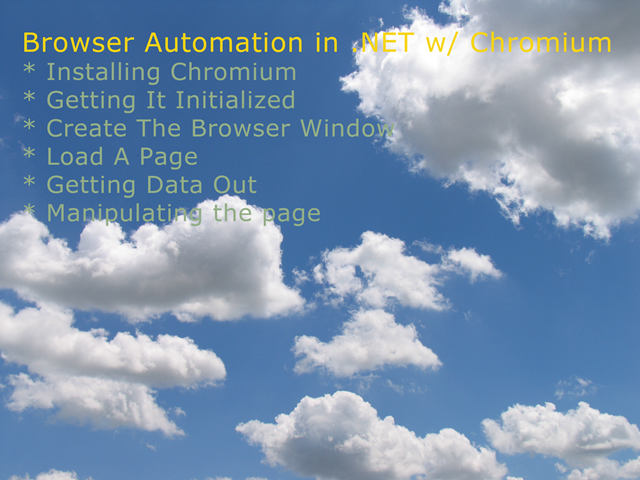 Browser Automation in .NET w/ Chromium
* Installing Chromium
* Getting It Initialized
* Create The Browser Window
* Load A Page
* Getting Data Out
* Manipulating the page